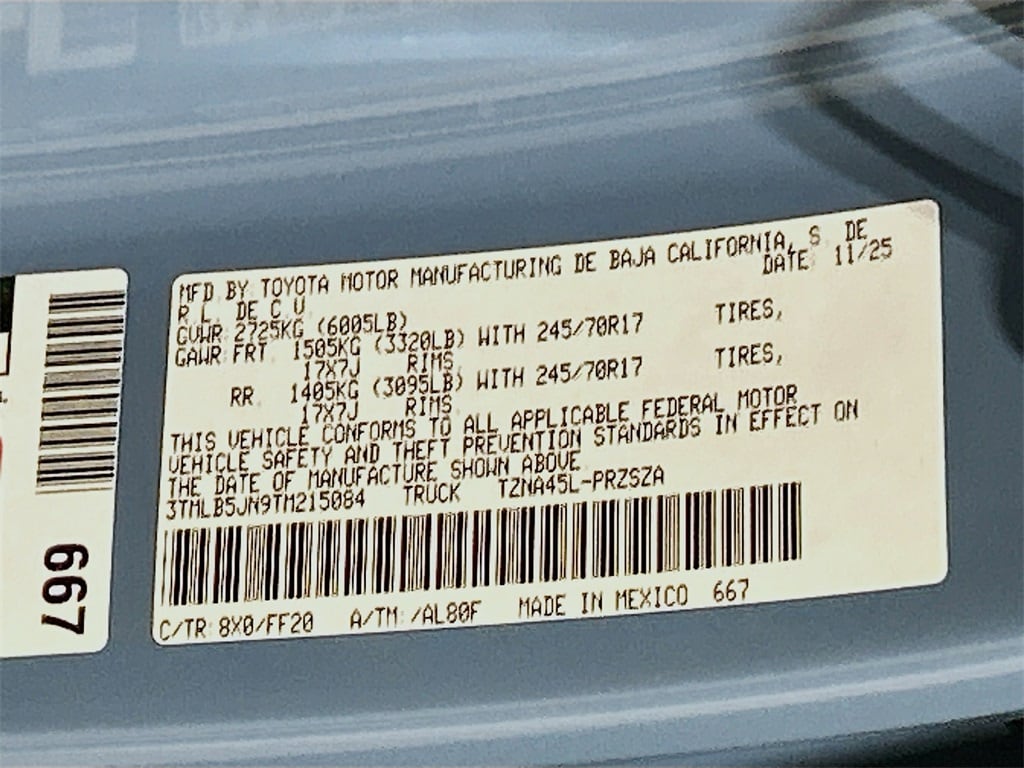 MFD. BY TOYOTA MOTOR MANUFACTURING DE BAJA CALIFORNIA, S. DE
R.L. DE C.V. DATE: 11/25
GVWR: 2725KG (6005LB)
GAWR: FRT. 1505KG (3320LB) WITH 245/70R17 TIRES,
17X7J RIMS,
RR. 1405KG (3095LB) WITH 245/70R17 TIRES,
17X7J RIMS
THIS VEHICLE CONFORMS TO ALL APPLICABLE FEDERAL MOTOR
VEHICLE SAFETY AND THEFT PREVENTION STANDARDS IN EFFECT ON
THE DATE OF MANUFACTURE SHOWN ABOVE.
3TMLB5JN9TM215084 TRUCK TZNA45L-PRZSZA
C/TR: 8X0/FF20 A/TM: /AL80F MADE IN MEXICO 667
667